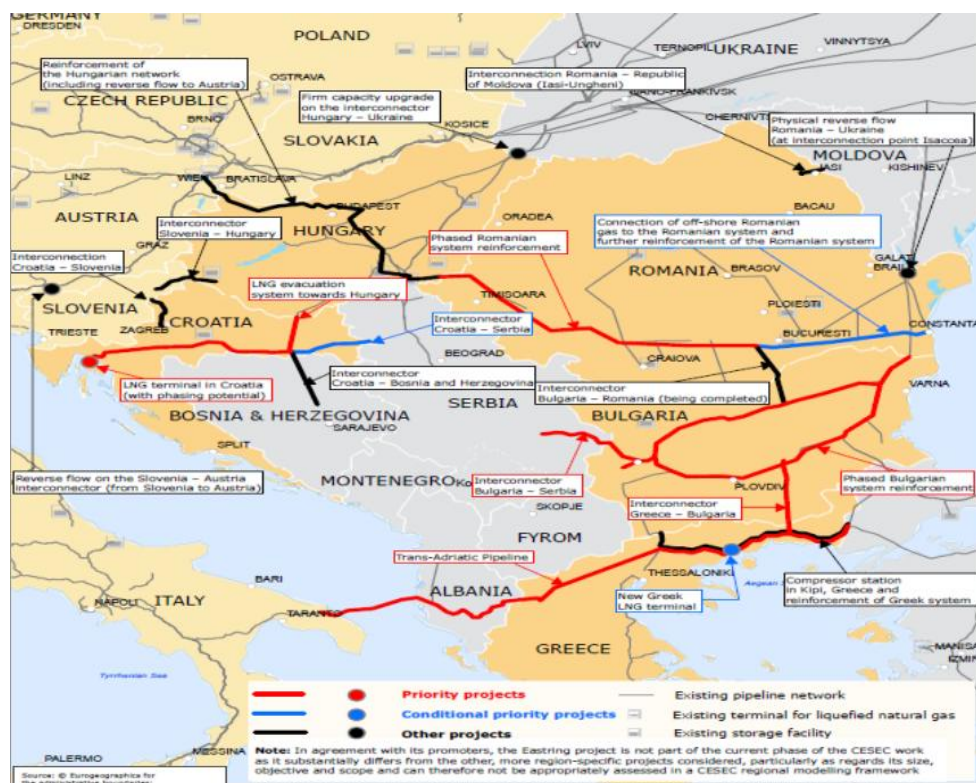 GERMANY
DRESDEN
POLAND
LVIV
TERNOPIL
UKRAINE
VINNYTSYA
Reinforcement of
the Hungarian network
(including reverse flow to Austria)
OSTRAVA
Interconnection Romania – Republic
of Moldova (Iasi-Ungheni)
IVANO-FRANKIVSK
CZECH REPUBLIC
BRNO
Firm capacity upgrade
on the interconnector
Hungary – Ukraine
KOSICE
CHERNIVTSI
Physical reverse flow
Romania – Ukraine
(at interconnection point Isaccea)
SLOVAKIA
MOLDOVA
LINZ
WIEN
BRATISLAVA
IASI
KISHINEV
AUSTRIA
BUDAPEST
BACAU
Interconnector
Slovenia – Hungary
HUNGARY
ORADEA
Connection of off-shore Romanian
gas to the Romanian system and
further reinforcement of the Romanian system
GRAZ
Phased Romanian
system reinforcement
Interconnection
Croatia – Slovenia
ROMANIA
BRASOV
GALATI
BRAILA
SLOVENIA
LNG evacuation
system towards Hungary
TIMISOARA
PLOIESTI
TRIESTE
ZAGREB
CROATIA
Interconnector
Croatia – Serbia
BUCURESTI
CONSTANTA
BEOGRAD
CRAIOVA
LNG terminal in Croatia
(with phasing potential)
Interconnector
Croatia – Bosnia and Herzegovina
Interconnector
Bulgaria – Romania (being completed)
VARNA
BOSNIA & HERZEGOVINA
SERBIA
BULGARIA
SARAJEVO
SPLIT
Reverse flow on the Slovenia – Austria
interconnector (from Slovenia to Austria)
MONTENEGRO
Ko
Interconnector
Bulgaria – Serbia
PLOVDIV
Phased Bulgarian
system reinforcement
SKOPJE
Interconnector
Greece – Bulgaria
FYROM
Trans-Adriatic Pipeline
BARI
THESSALONIKI
ALBANIA
Aegean
Compressor station
in Kipi, Greece and
reinforcement of Greek system
NAPOLI
ITALY
TARANTO
New Greek
LNG terminal
GREECE
MANISA
IZMIR
Tyrrhenian Sea
Priority projects
Existing pipeline network
Conditional priority projects
Existing terminal for liquefied natural gas
Other projects
Existing storage facility
MESSINA
PALERMO
Note: In agreement with its promoters, the Eastring project is not part of the current phase of the CESEC work
as it substantially differs from the other, more region-specific projects considered, particularly as regards its size,
objective and scope and can therefore not be appropriately assessed in a CESEC regional modelling framework
Source: © Eurogeographics for
the administrative boundaries